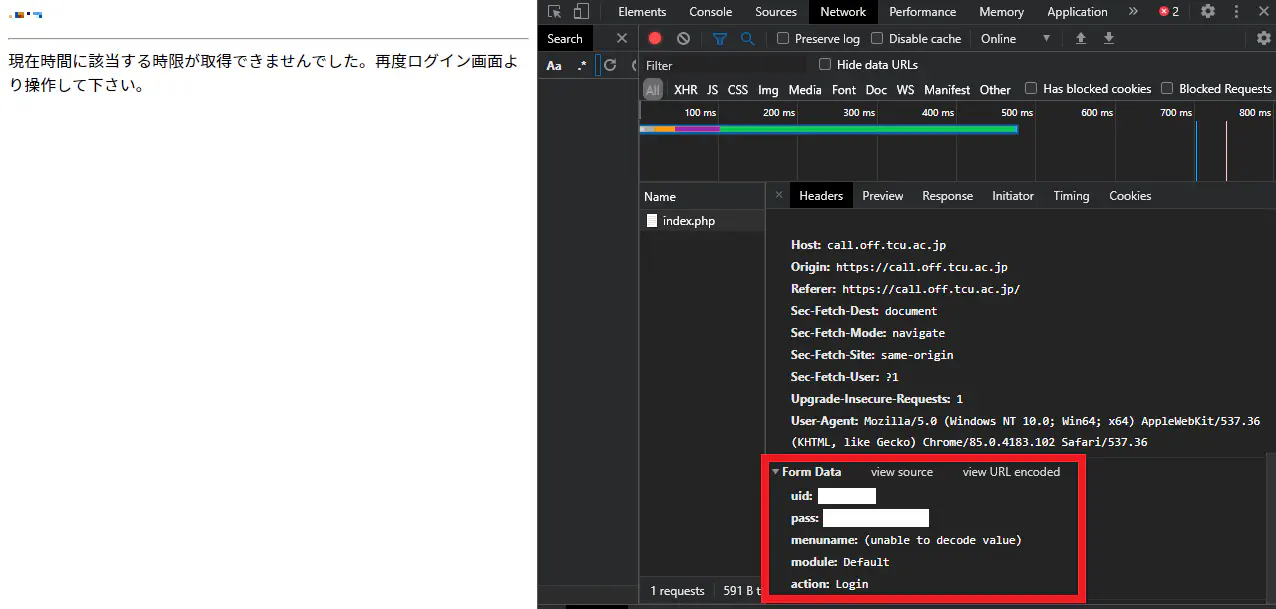 現在時間に該当する時限が取得できませんでした。再度ログイン画面よ
り操作して下さい。
Elements Console Sources Network Performance Memory Application » 2
Search
Preserve log Disable cache Online
Aa .*
Filter Hide data URLs
All XHR JS CSS Img Media Font Doc WS Manifest Other Has blocked cookies Blocked Requests
100 ms 200 ms 300 ms 400 ms 500 ms 600 ms 700 ms 800 ms
Name
Headers Preview Response Initiator Timing Cookies
index.php
Host: call.off.tcu.ac.jp
Origin: https://call.off.tcu.ac.jp
Referer: https://call.off.tcu.ac.jp/
Sec-Fetch-Dest: document
Sec-Fetch-Mode: navigate
Sec-Fetch-Site: same-origin
Sec-Fetch-User: ?1
Upgrade-Insecure-Requests: 1
User-Agent: Mozilla/5.0 (Windows NT 10.0; Win64; x64) AppleWebKit/537.36
(KHTML, like Gecko) Chrome/85.0.4183.102 Safari/537.36
Form Data view source view URL encoded
uid:
pass:
menuname: (unable to decode value)
module: Default
action: Login
1 requests 591 B t